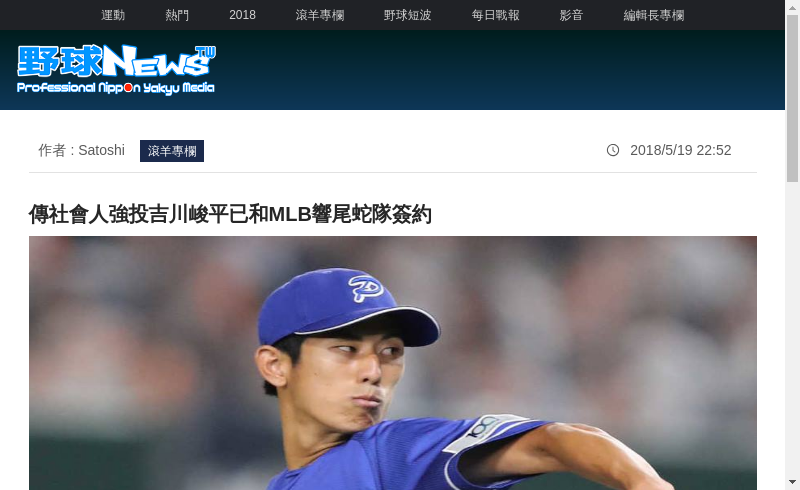 運動 熱門 2018 滾羊專欄 野球短波 每日戰報 影音 編輯長專欄
野球NEWS TW
Professional Nippon Yakyu Media
作者 : Satoshi 滾羊專欄 2018/5/19 22:52
傳社會人強投吉川峻平已和MLB響尾蛇隊簽約
100